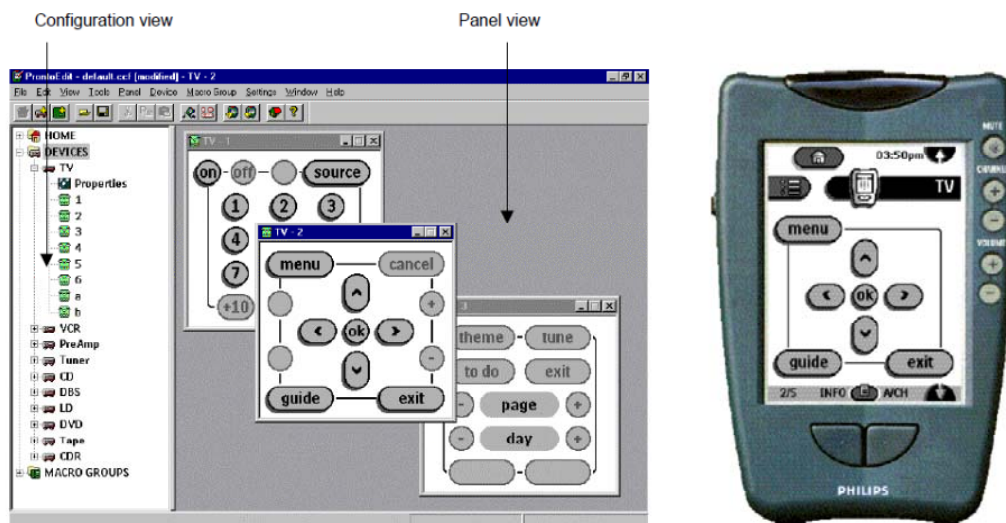 Configuration view
Panel view
ProntoEdit - default.ccf [modified] - TV - 2
File Edit View Tools Panel Device Macro Group Settings Window Help
HOME
DEVICES
TV
Properties
1
2
3
4
5
6
a
b
VCR
PreAmp
Tuner
CD
DBS
LD
DVD
Tape
CDR
MACRO GROUPS
TV - 1
on off source
1 2 3
4
7
+10
TV - 2
menu cancel
+
ok
-
guide exit
3
theme tune
to do exit
- page +
- day +
03:50pm
TV
menu
ok
guide exit
2/5 INFO A/CH
MUTE
CHANNEL
+
-
VOLUME
+
-
PHILIPS